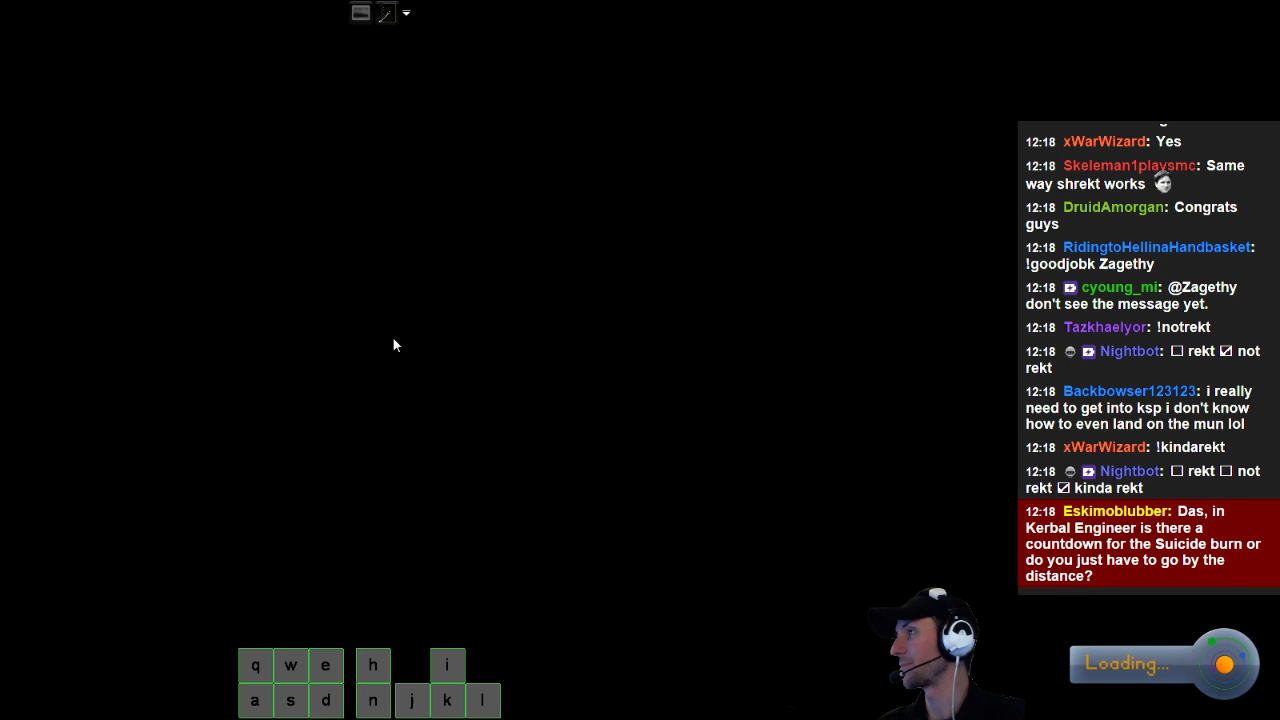 12:18 xWarWizard: Yes
12:18 Skeleman1playsmc: Same
way shrekt works
12:18 DruidAmorgan: Congrats
guys
12:18 RidingtoHellinaHandbasket:
!goodjobk Zagethy
12:18 cyoung_mi: @Zagethy
don't see the message yet.
12:18 Tazkhaelyor: !notrekt
12:18 Nightbot: ☐ rekt ☑ not
rekt
12:18 Backbowser123123: i really
need to get into ksp i don't know
how to even land on the mun lol
12:18 xWarWizard: !kindarekt
12:18 Nightbot: ☐ rekt ☐ not
rekt ☑ kinda rekt
12:18 Eskimoblubber: Das, in
Kerbal Engineer is there a
countdown for the Suicide burn or
do you just have to go by the
distance?
q w e h i
a s d n j k l
Loading...